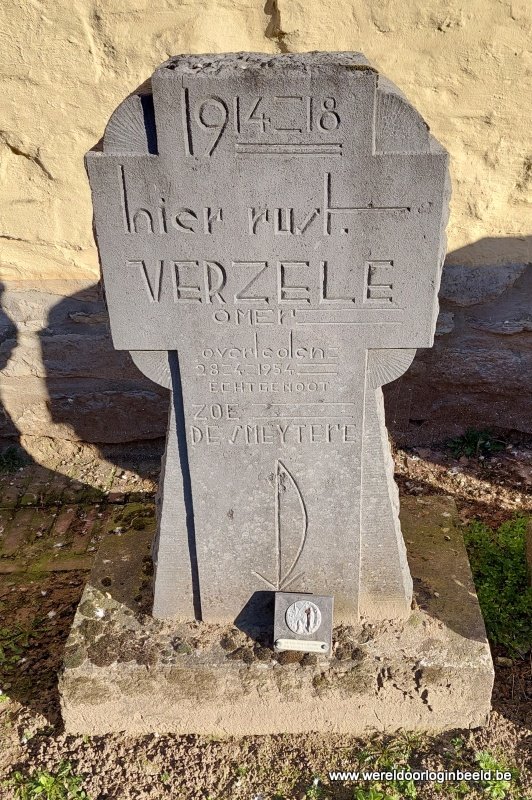 1914-18
hier rust.
VERZELE
OMER
overleden
28-4-1954
ECHTGENOOT
ZOE
DE SMEYTERE
www.wereldoorloginbeeld.be